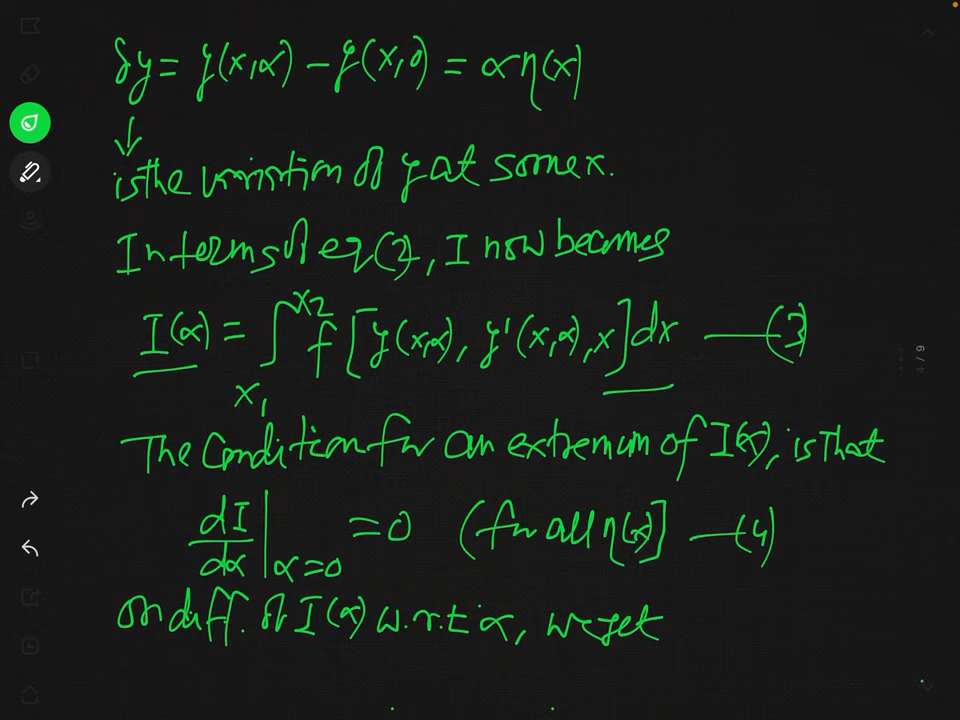 δy = y(x,α) - y(x,0) = αη(x)
↓
is the variation of y at some x.
In terms of eq(2), I now becomes
I(α) = ∫_{x1}^{x2} f[y(x,α), y'(x,α), x]dx —(3)
The Condition for an extremum of I(α), is that
dI/dα |α=0 = 0 (for all η(x)] —(4)
On diff. of I(α) w.r.t α, we get
4/9